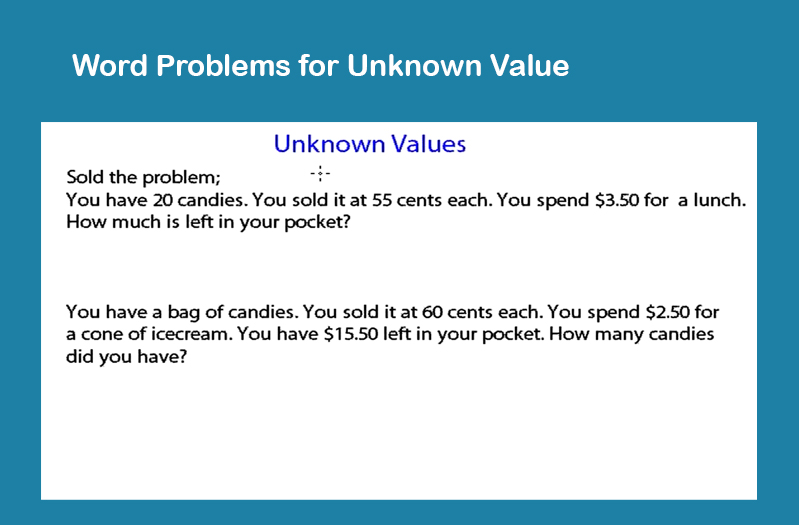 Word Problems for Unknown Value
Unknown Values
Sold the problem;
You have 20 candies. You sold it at 55 cents each. You spend $3.50 for a lunch.
How much is left in your pocket?
You have a bag of candies. You sold it at 60 cents each. You spend $2.50 for
a cone of icecream. You have $15.50 left in your pocket. How many candies
did you have?